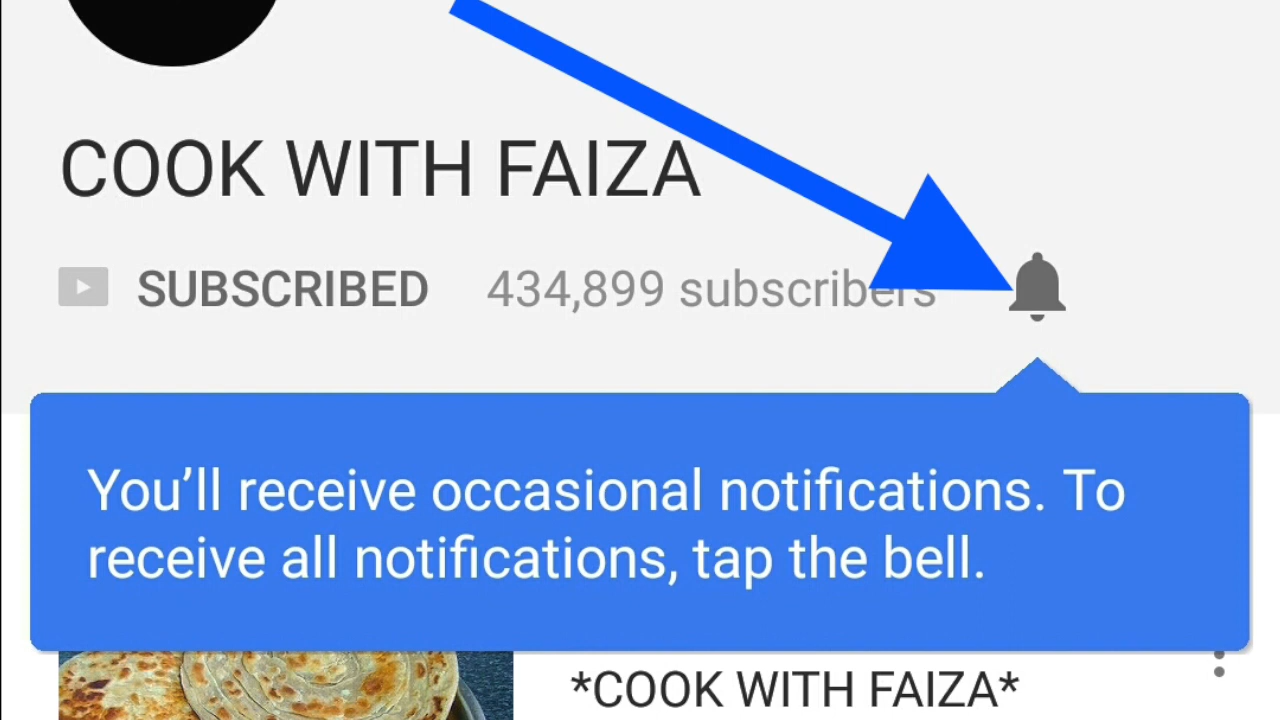 COOK WITH FAIZA
SUBSCRIBED 434,899 subscribers
You’ll receive occasional notifications. To
receive all notifications, tap the bell.
*COOK WITH FAIZA*